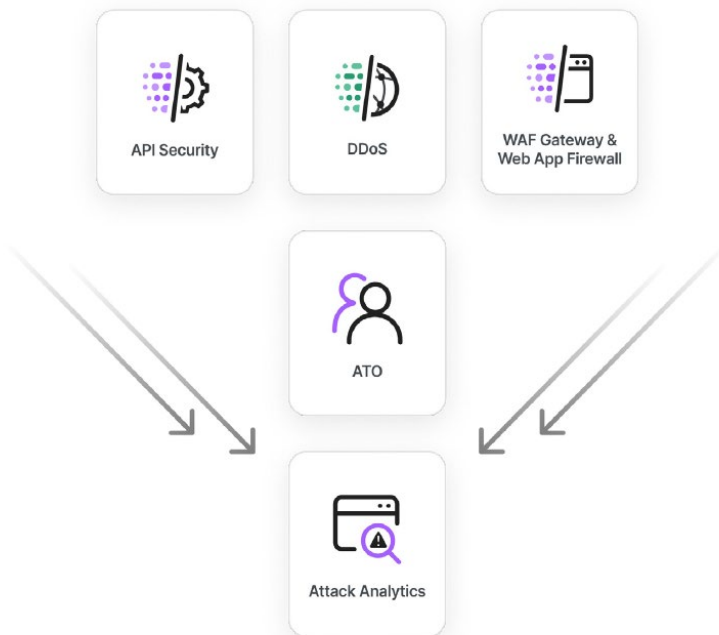 API Security
DDoS
WAF Gateway &
Web App Firewall
ATO
Attack Analytics